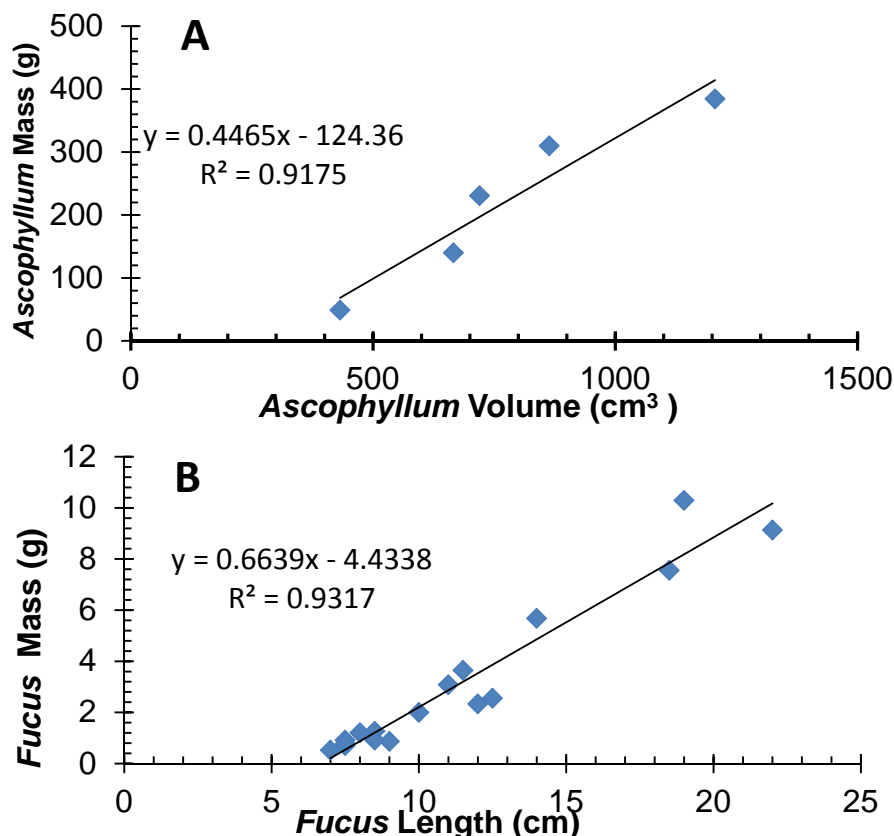 A
Ascophyllum Mass (g)
500
400
300
200
100
0
y = 0.4465x - 124.36
R² = 0.9175
0 500 1000 1500
Ascophyllum Volume (cm³ )
B
Fucus Mass (g)
12
10
8
6
4
2
0
y = 0.6639x - 4.4338
R² = 0.9317
0 5 10 15 20 25
Fucus Length (cm)